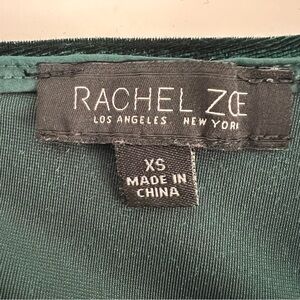 RACHEL ZOE
LOS ANGELES NEW YORK
XS
MADE IN
CHINA